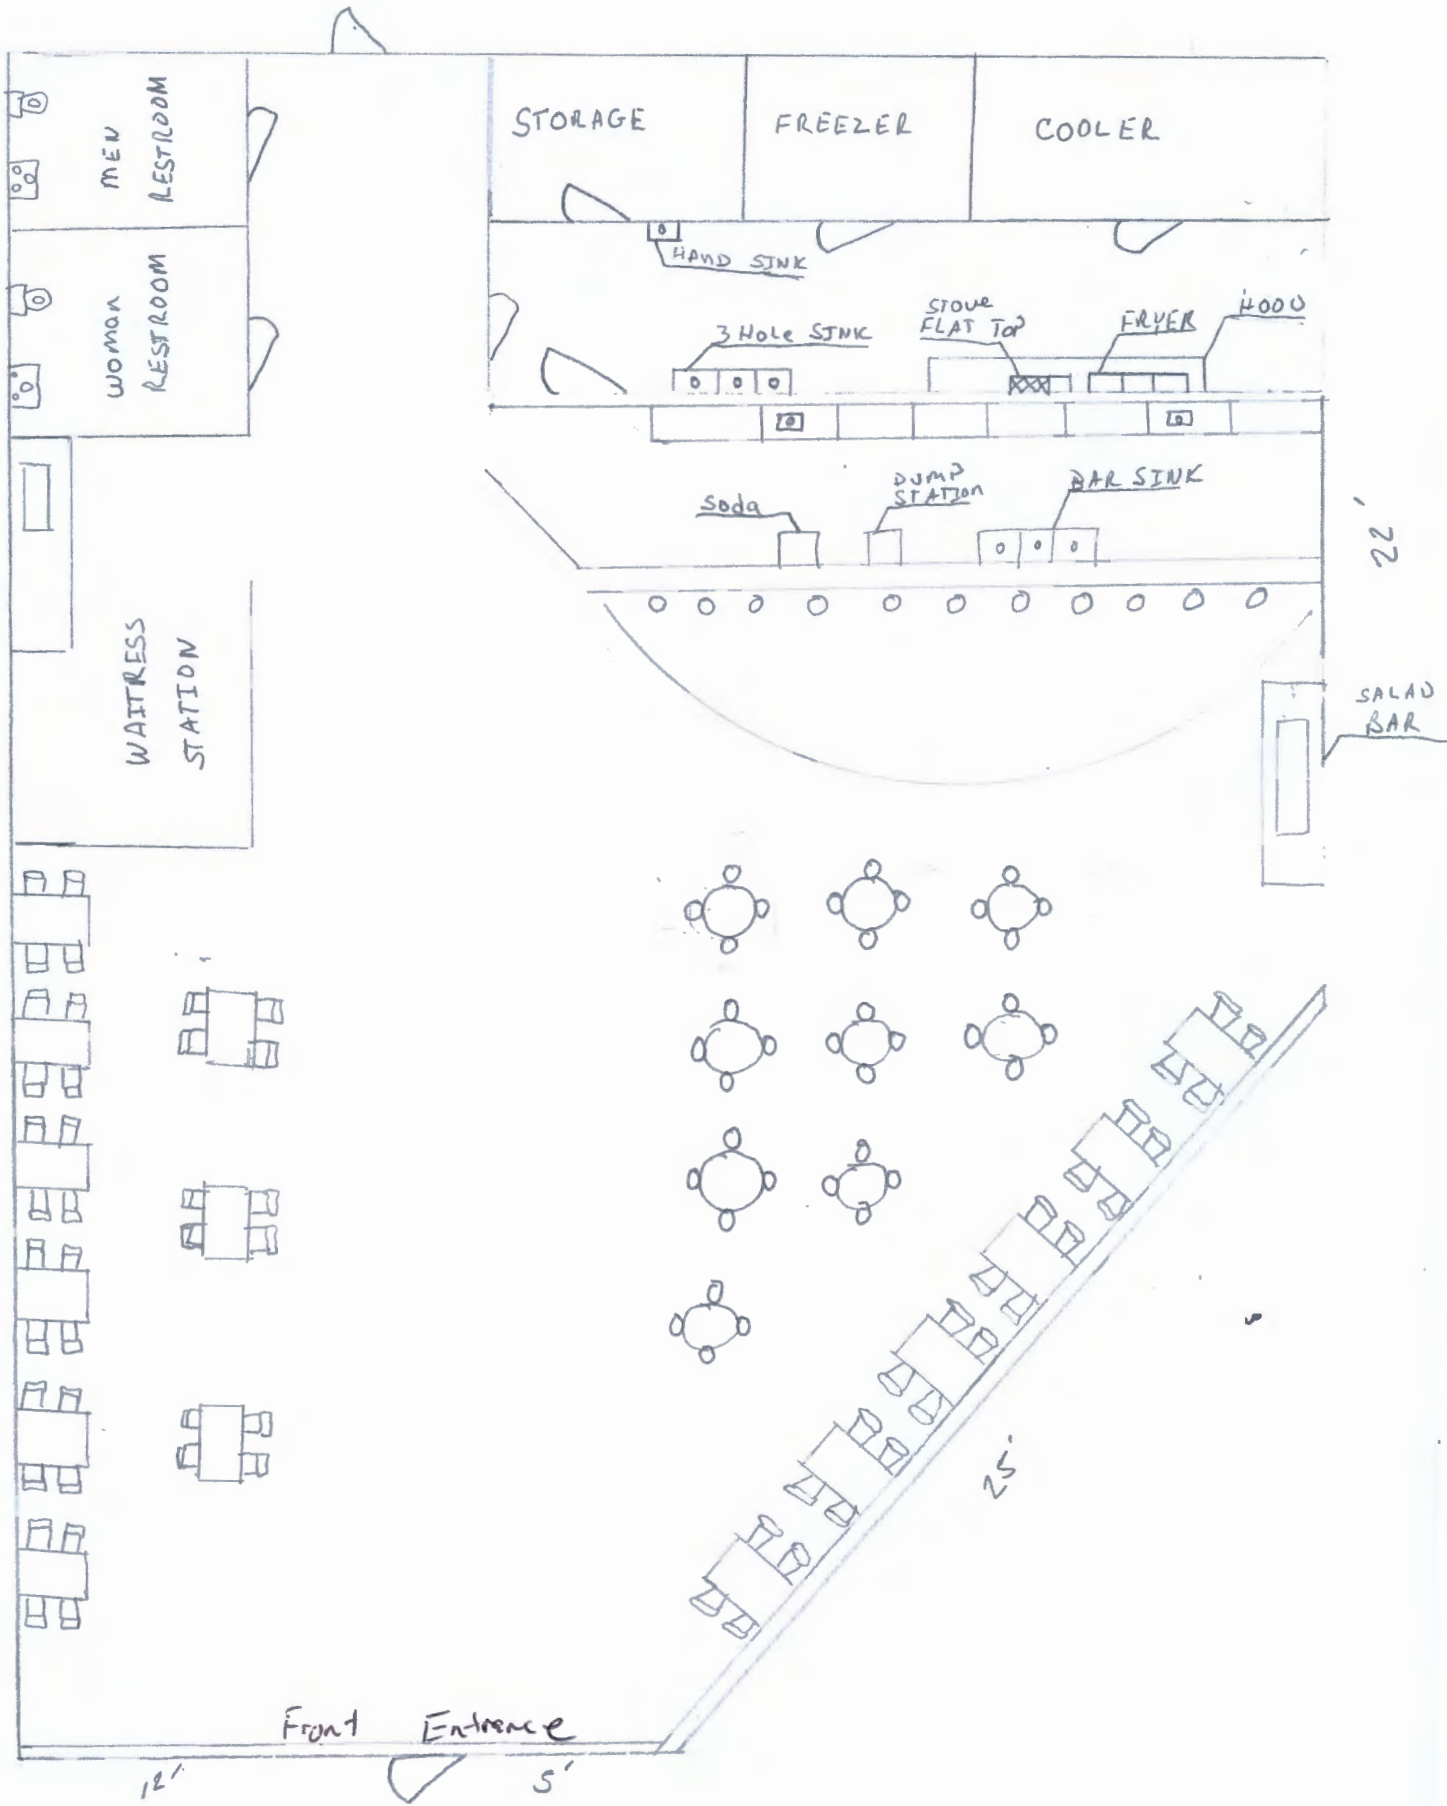 MEN
RESTROOM
STORAGE
FREEZER
COOLER
HAND SINK
WOMAN
RESTROOM
3 Hole SINK
STOVE
FLAT TOP
FRYER
HOOD
Soda
DUMP
STATION
BAR SINK
22'
WAITRESS
STATION
SALAD
BAR
25'
Front Entrance
12'
5'